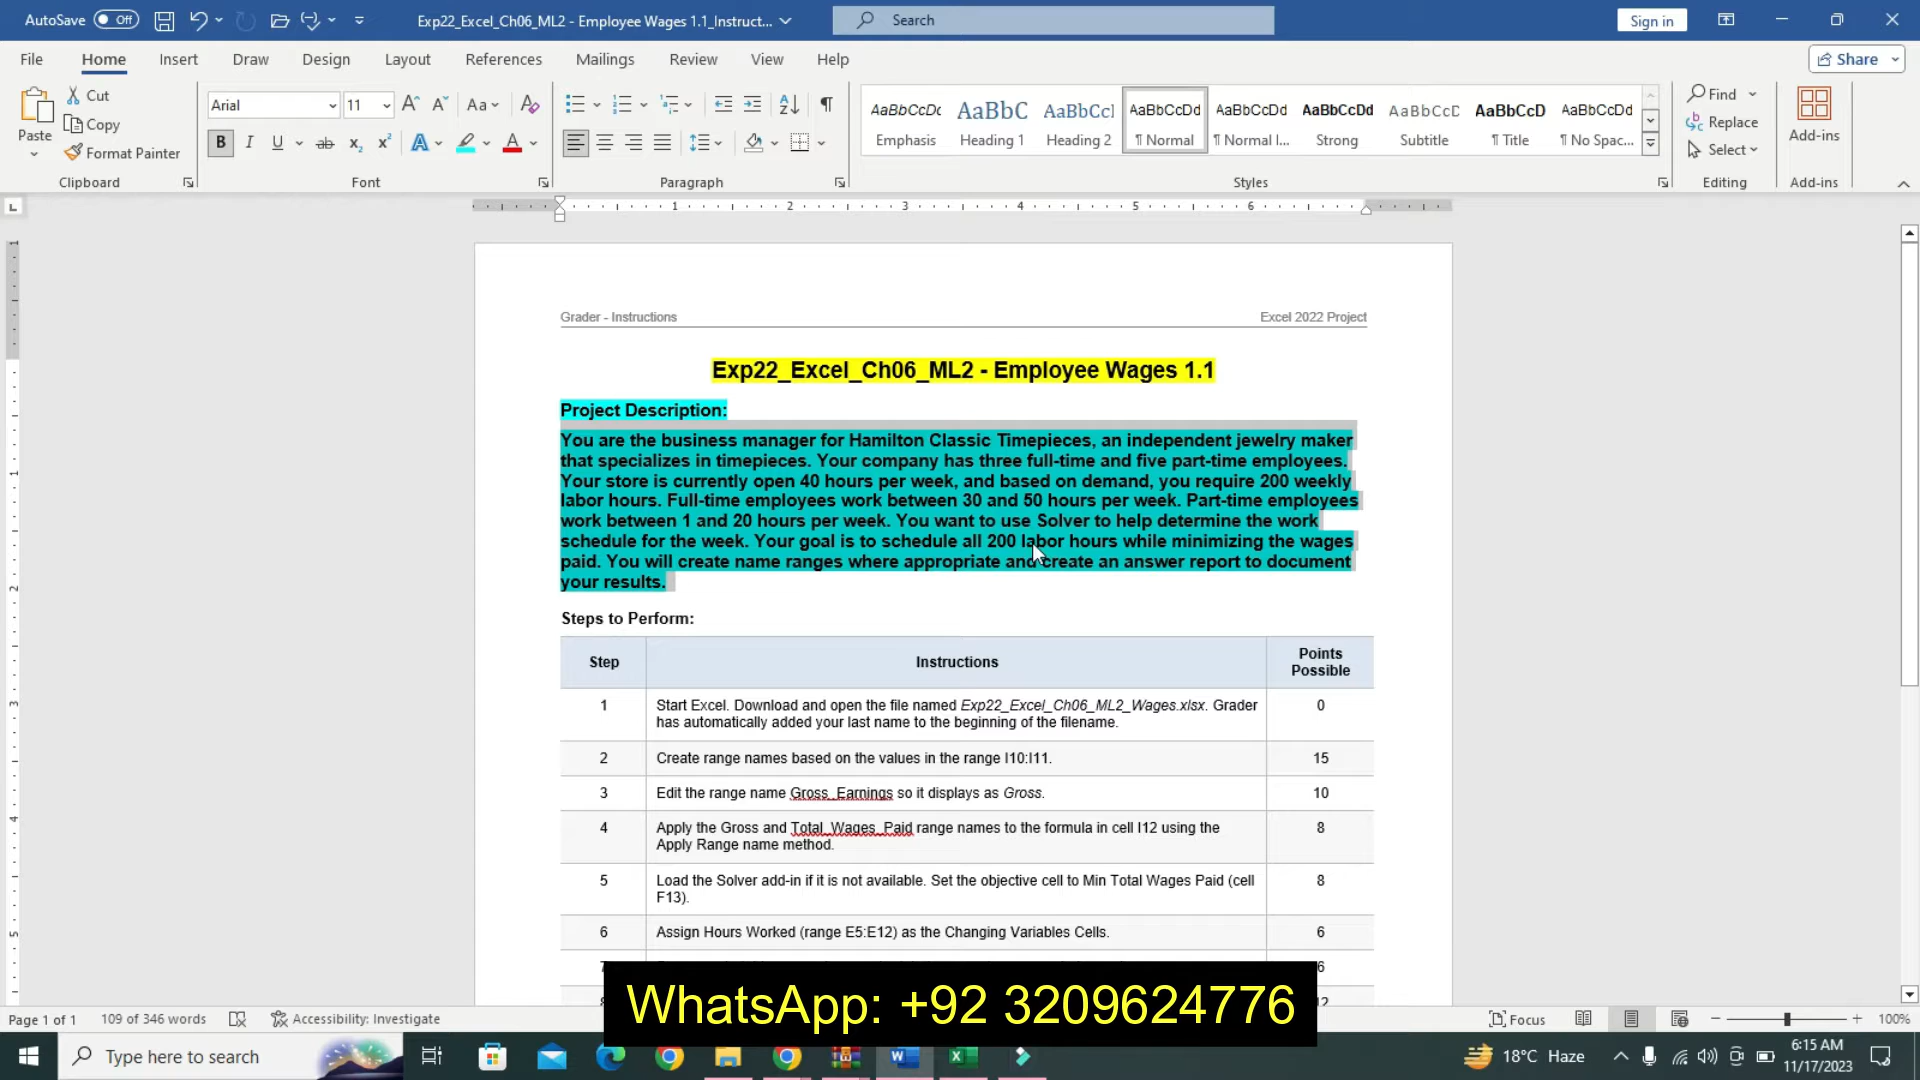 AutoSave Off Exp22_Excel_Ch06_ML2 - Employee Wages 1.1_Instruct... Search Sign in
File Home Insert Draw Design Layout References Mailings Review View Help Share
Paste Cut Copy Format Painter
Arial 11 Aa
B I U ab x₂ x² A A
AaBbCcDc AaBbC AaBbCcl AaBbCcDd AaBbCcDd AaBbCcDd AaBbCcD AaBbCcD AaBbCcDd
Emphasis Heading 1 Heading 2 ¶ Normal ¶ Normal I... Strong Subtitle ¶ Title ¶ No Spac...
Find Replace Select Add-ins
Clipboard Font Paragraph Styles Editing Add-ins
1 2 3 4 5 6
Grader - Instructions Excel 2022 Project
Exp22_Excel_Ch06_ML2 - Employee Wages 1.1
Project Description:
You are the business manager for Hamilton Classic Timepieces, an independent jewelry maker
that specializes in timepieces. Your company has three full-time and five part-time employees.
Your store is currently open 40 hours per week, and based on demand, you require 200 weekly
labor hours. Full-time employees work between 30 and 50 hours per week. Part-time employees
work between 1 and 20 hours per week. You want to use Solver to help determine the work
schedule for the week. Your goal is to schedule all 200 labor hours while minimizing the wages
paid. You will create name ranges where appropriate and create an answer report to document
your results.
Steps to Perform:
Step Instructions Points Possible
1 Start Excel. Download and open the file named Exp22_Excel_Ch06_ML2_Wages.xlsx. Grader 0
has automatically added your last name to the beginning of the filename.
2 Create range names based on the values in the range I10:I11. 15
3 Edit the range name Gross_Earnings so it displays as Gross. 10
4 Apply the Gross and Total_Wages_Paid range names to the formula in cell I12 using the 8
Apply Range name method.
5 Load the Solver add-in if it is not available. Set the objective cell to Min Total Wages Paid (cell 8
F13).
6 Assign Hours Worked (range E5:E12) as the Changing Variables Cells. 6
WhatsApp: +92 3209624776
Page 1 of 1 109 of 346 words Accessibility: Investigate Focus 100%
Type here to search 18°C Haze 6:15 AM
11/17/2023